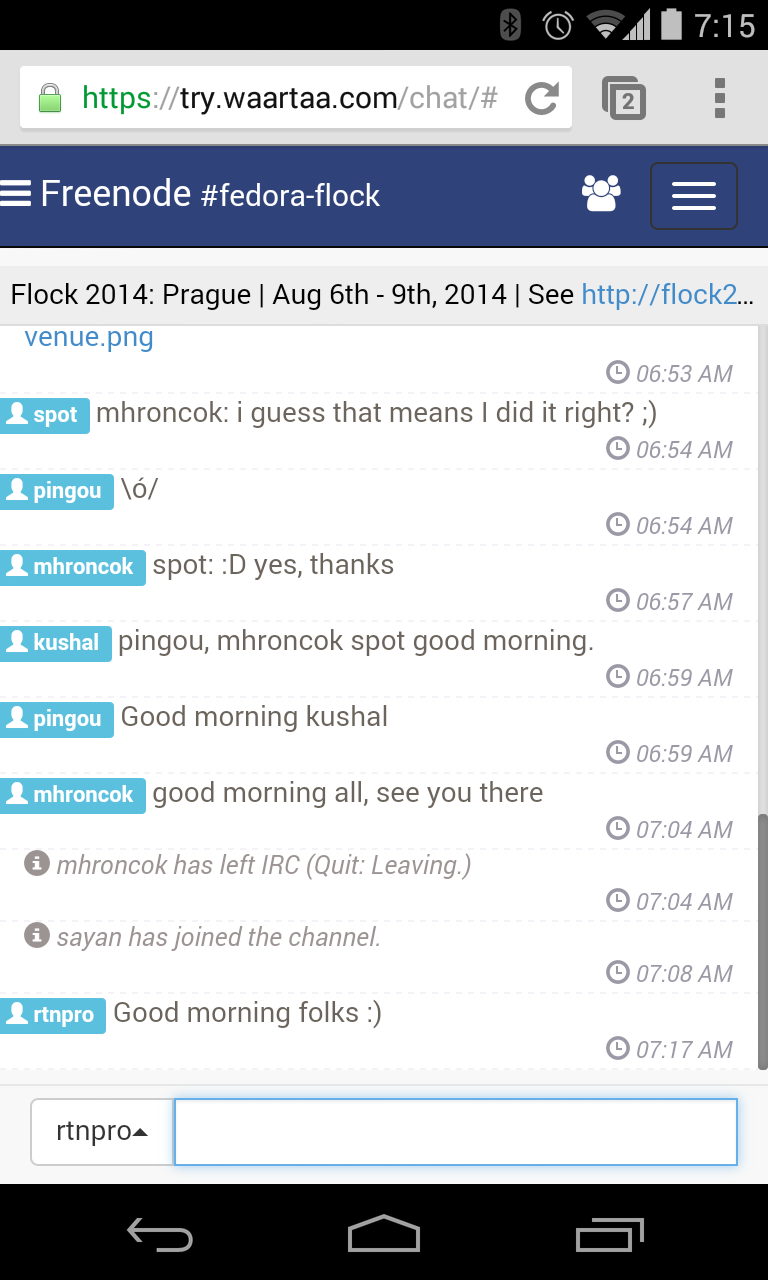 7:15
https://try.waartaa.com/chat/#
2
Freenode #fedora-flock
Flock 2014: Prague | Aug 6th - 9th, 2014 | See http://flock2...
venue.png
06:53 AM
spot mhroncok: i guess that means I did it right? ;)
06:54 AM
pingou \ó/
06:54 AM
mhroncok spot: :D yes, thanks
06:57 AM
kushal pingou, mhroncok spot good morning.
06:59 AM
pingou Good morning kushal
06:59 AM
mhroncok good morning all, see you there
07:04 AM
mhroncok has left IRC (Quit: Leaving.)
07:04 AM
sayan has joined the channel.
07:08 AM
rtnpro Good morning folks :)
07:17 AM
rtnpro